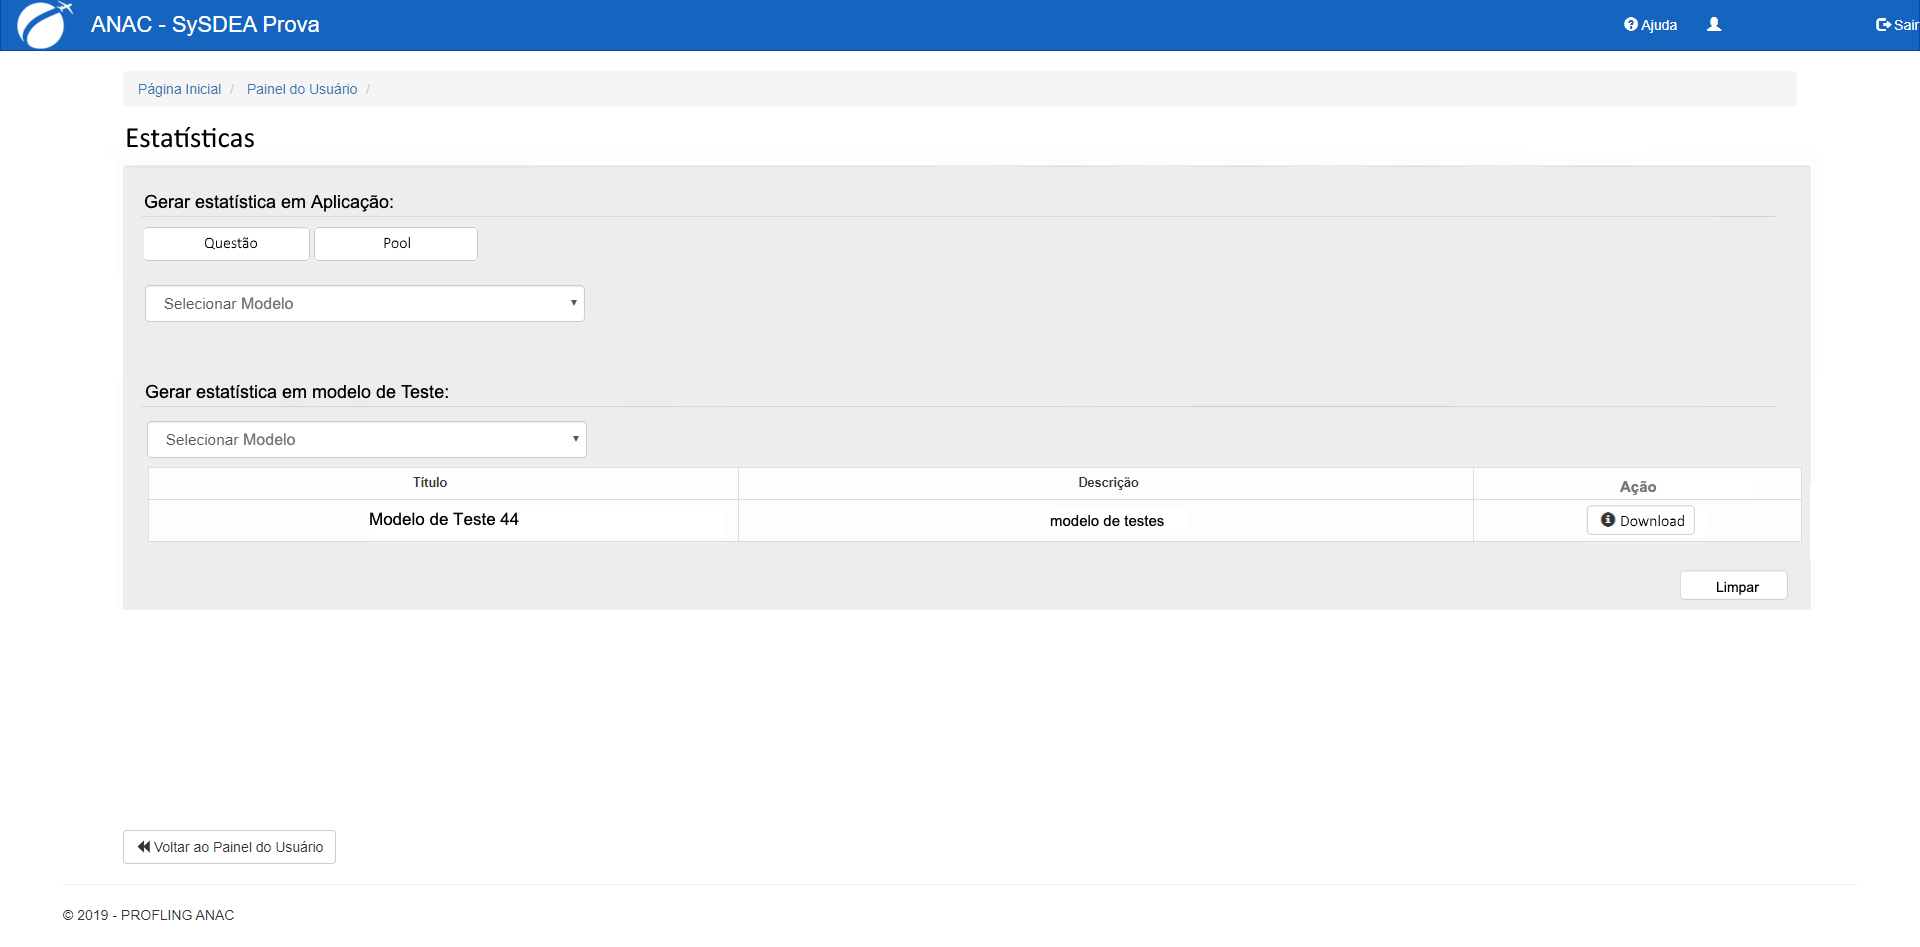 ANAC - SySDEA Prova
Ajuda
Sair
Página Inicial / Painel do Usuário /
Estatísticas
Gerar estatística em Aplicação:
Questão Pool
Selecionar Modelo
Gerar estatística em modelo de Teste:
Selecionar Modelo
Título Descrição Ação
Modelo de Teste 44 modelo de testes Download
Limpar
Voltar ao Painel do Usuário
© 2019 - PROFLING ANAC